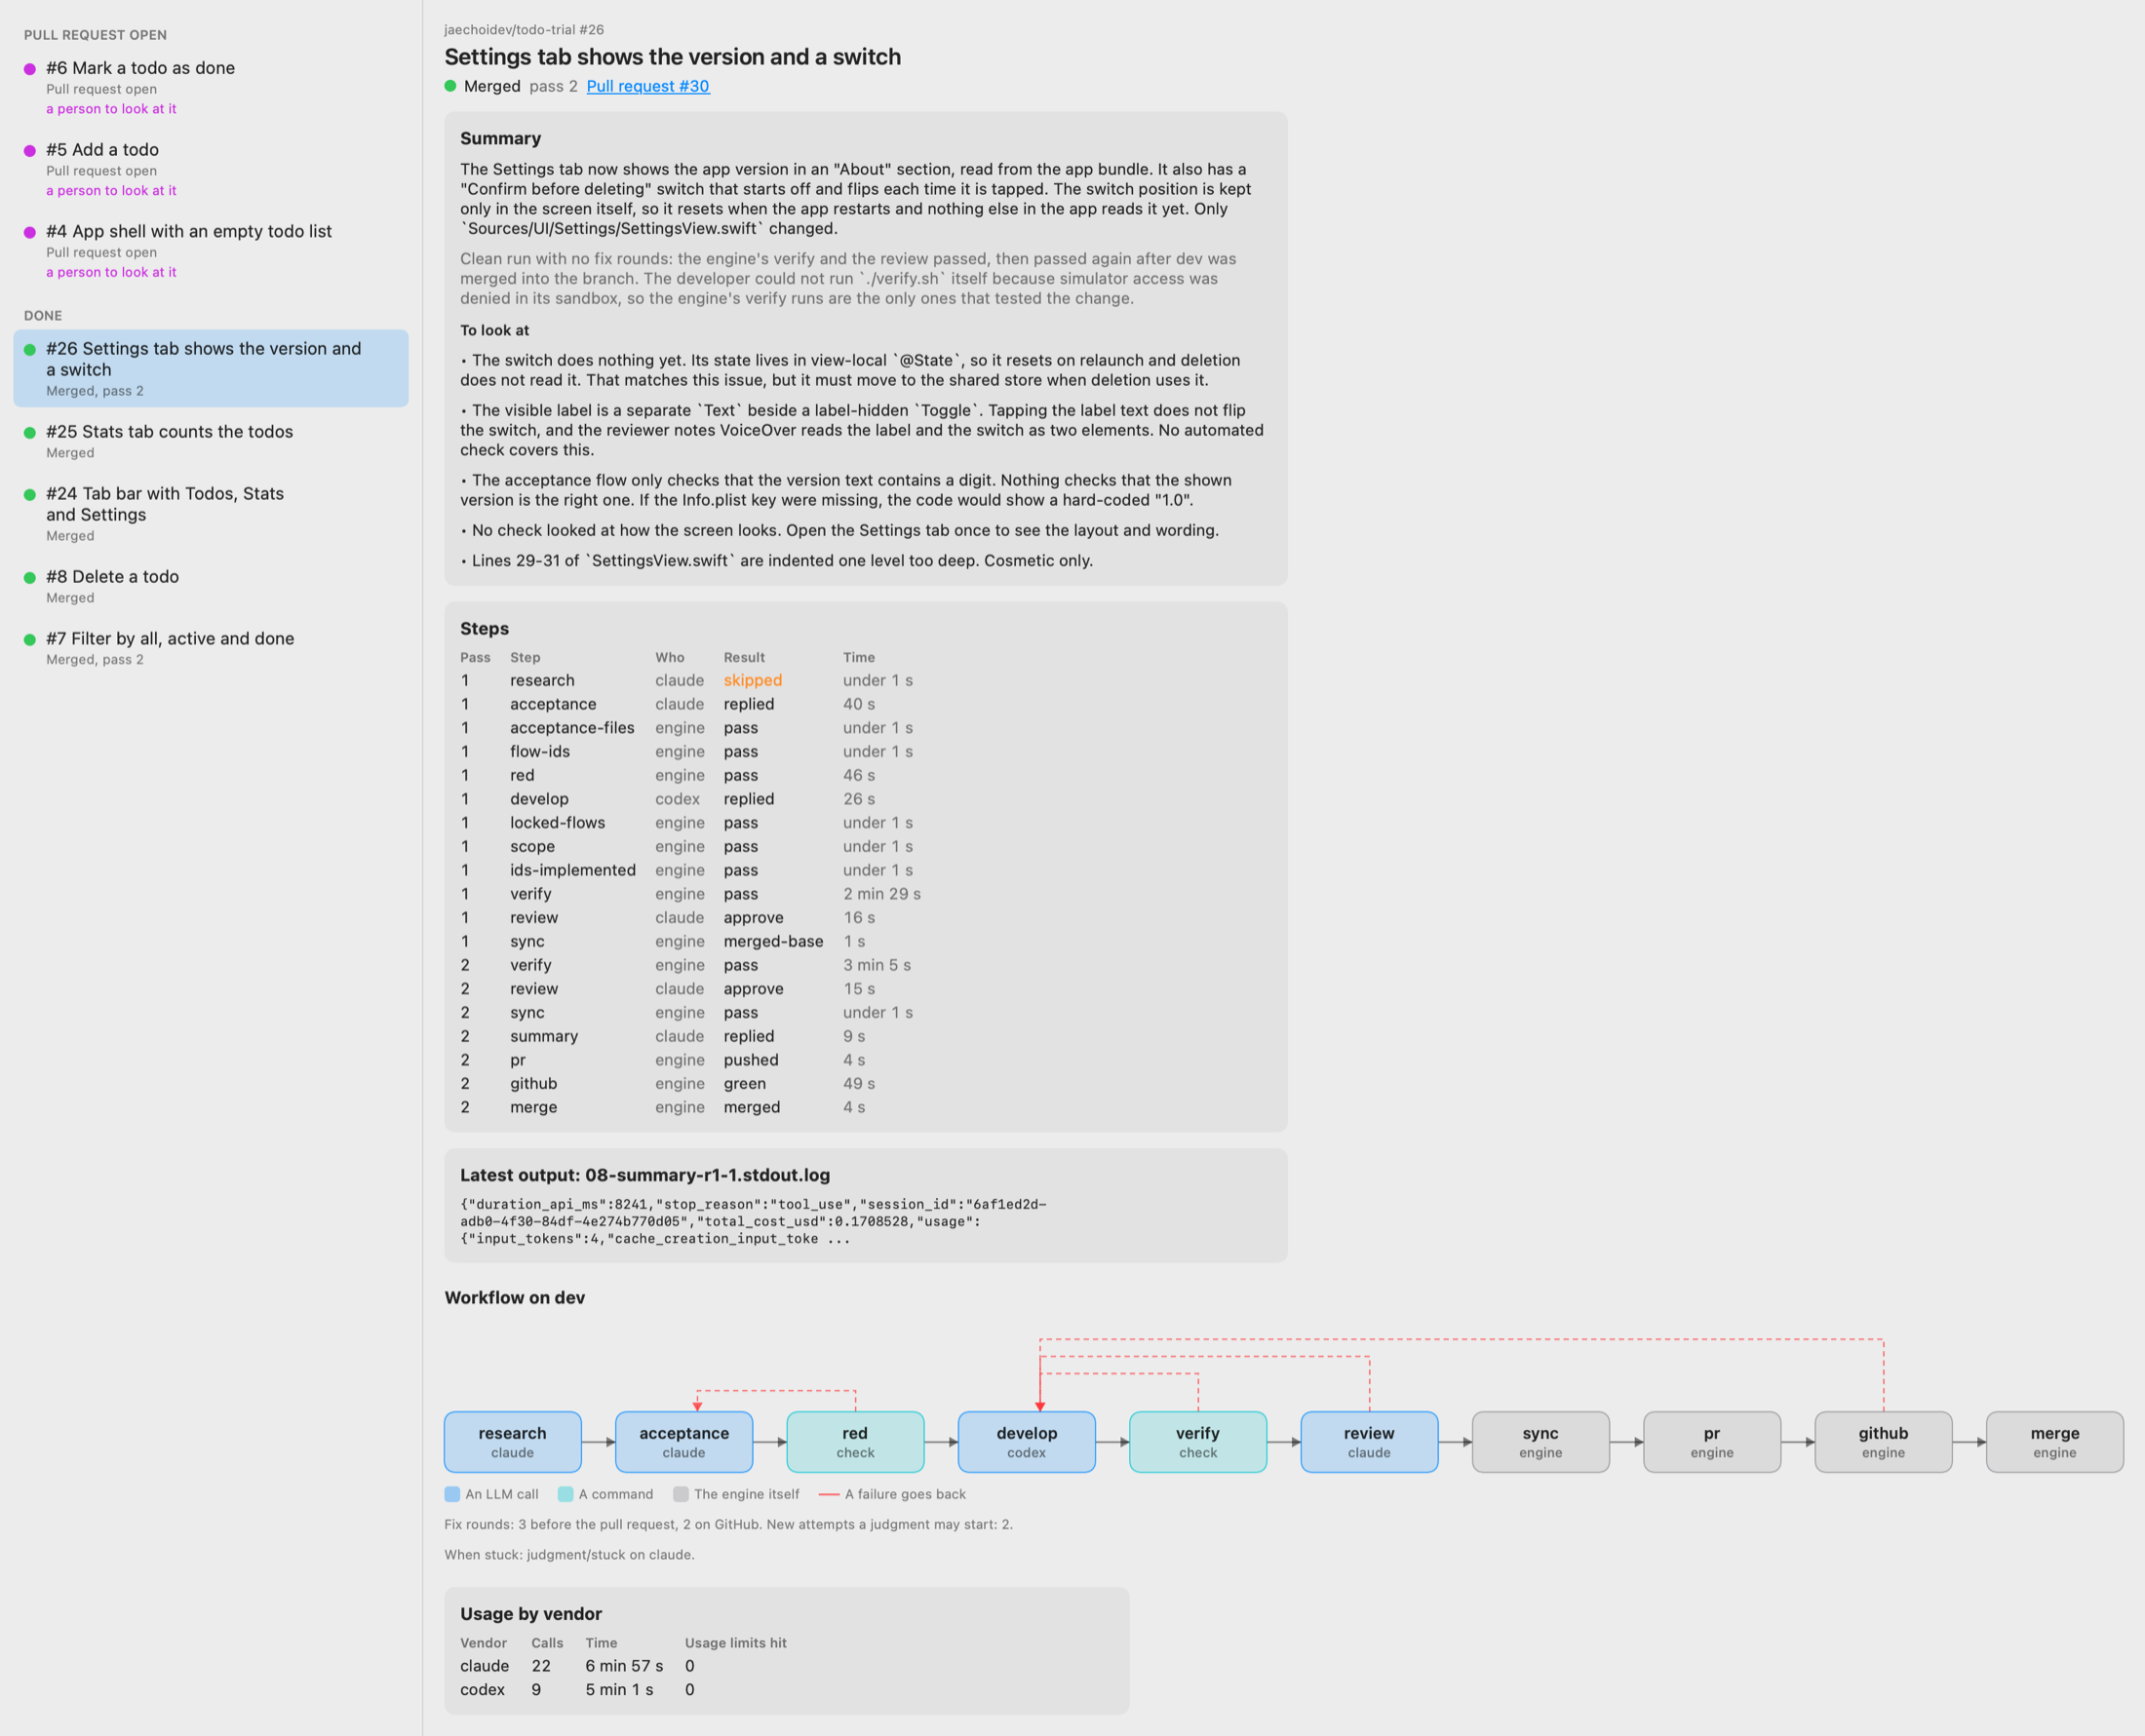 PULL REQUEST OPEN
#6 Mark a todo as done
Pull request open
a person to look at it
#5 Add a todo
Pull request open
a person to look at it
#4 App shell with an empty todo list
Pull request open
a person to look at it
DONE
#26 Settings tab shows the version and
a switch
Merged, pass 2
#25 Stats tab counts the todos
Merged
#24 Tab bar with Todos, Stats
and Settings
Merged
#8 Delete a todo
Merged
#7 Filter by all, active and done
Merged, pass 2
jaechoidev/todo-trial #26
Settings tab shows the version and a switch
Merged pass 2 Pull request #30
Summary
The Settings tab now shows the app version in an "About" section, read from the app bundle. It also has a
"Confirm before deleting" switch that starts off and flips each time it is tapped. The switch position is kept
only in the screen itself, so it resets when the app restarts and nothing else in the app reads it yet. Only
`Sources/UI/Settings/SettingsView.swift` changed.
Clean run with no fix rounds: the engine's verify and the review passed, then passed again after dev was
merged into the branch. The developer could not run `./verify.sh` itself because simulator access was
denied in its sandbox, so the engine's verify runs are the only ones that tested the change.
To look at
• The switch does nothing yet. Its state lives in view-local `@State`, so it resets on relaunch and deletion
does not read it. That matches this issue, but it must move to the shared store when deletion uses it.
• The visible label is a separate `Text` beside a label-hidden `Toggle`. Tapping the label text does not flip
the switch, and the reviewer notes VoiceOver reads the label and the switch as two elements. No automated
check covers this.
• The acceptance flow only checks that the version text contains a digit. Nothing checks that the shown
version is the right one. If the Info.plist key were missing, the code would show a hard-coded "1.0".
• No check looked at how the screen looks. Open the Settings tab once to see the layout and wording.
• Lines 29-31 of `SettingsView.swift` are indented one level too deep. Cosmetic only.
Steps
Pass Step Who Result Time
1 research claude skipped under 1 s
1 acceptance claude replied 40 s
1 acceptance-files engine pass under 1 s
1 flow-ids engine pass under 1 s
1 red engine pass 46 s
1 develop codex replied 26 s
1 locked-flows engine pass under 1 s
1 scope engine pass under 1 s
1 ids-implemented engine pass under 1 s
1 verify engine pass 2 min 29 s
1 review claude approve 16 s
1 sync engine merged-base 1 s
2 verify engine pass 3 min 5 s
2 review claude approve 15 s
2 sync engine pass under 1 s
2 summary claude replied 9 s
2 pr engine pushed 4 s
2 github engine green 49 s
2 merge engine merged 4 s
Latest output: 08-summary-r1-1.stdout.log
{"duration_api_ms":8241,"stop_reason":"tool_use","session_id":"6af1ed2d-
adb0-4f30-84df-4e274b770d05","total_cost_usd":0.1708528,"usage":
{"input_tokens":4,"cache_creation_input_toke ...
Workflow on dev
research acceptance red develop verify review sync pr github merge
claude claude check codex check claude engine engine engine engine
An LLM call A command The engine itself A failure goes back
Fix rounds: 3 before the pull request, 2 on GitHub. New attempts a judgment may start: 2.
When stuck: judgment/stuck on claude.
Usage by vendor
Vendor Calls Time Usage limits hit
claude 22 6 min 57 s 0
codex 9 5 min 1 s 0